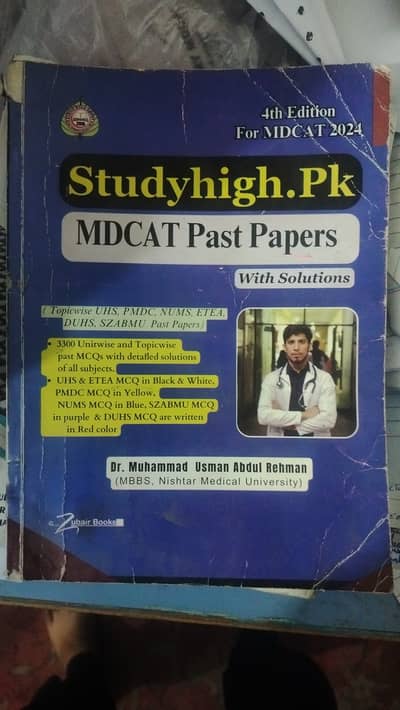 4th Edition
For MDCAT 2024
Studyhigh.Pk
MDCAT Past Papers
With Solutions
( Topicwise UHS, PMDC, NUMS, ETEA,
DUHS, SZABMU Past Papers)
• 3300 Unitwise and Topicwise
past MCQs with detailed solutions
of all subjects.
• UHS & ETEA MCQ in Black & White,
PMDC MCQ in Yellow,
NUMS MCQ in Blue, SZABMU MCQ
in purple & DUHS MCQ are written
in Red color
Dr. Muhammad Usman Abdul Rehman
(MBBS, Nishtar Medical University)
Zubair Books